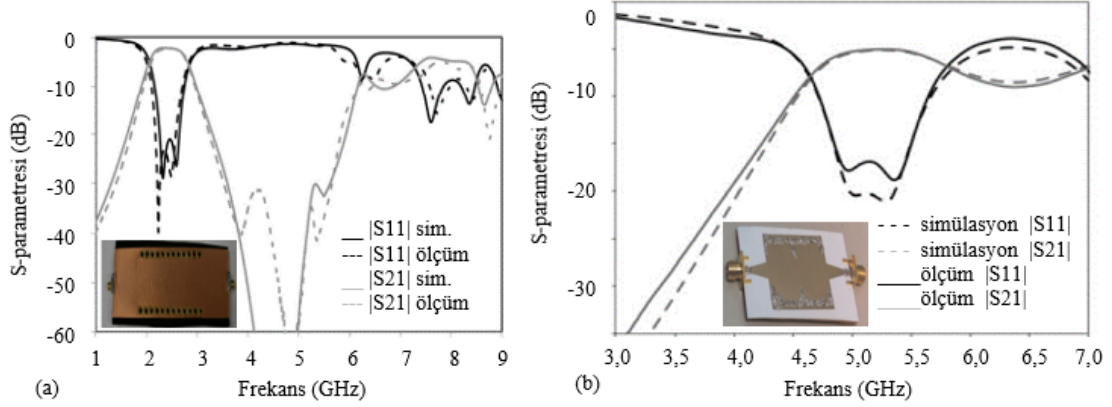 0
-10
-20
-30
-40
-50
-60
S-parametresi (dB)
|S11| sim.
|S11| ölçüm
|S21| sim.
|S21| ölçüm
1 2 3 4 5 6 7 8 9
(a) Frekans (GHz)
0
-10
-20
-30
S-parametresi (dB)
simülasyon |S11|
simülasyon |S21|
ölçüm |S11|
ölçüm |S21|
3,0 3,5 4,0 4,5 5,0 5,5 6,0 6,5 7,0
(b) Frekans (GHz)